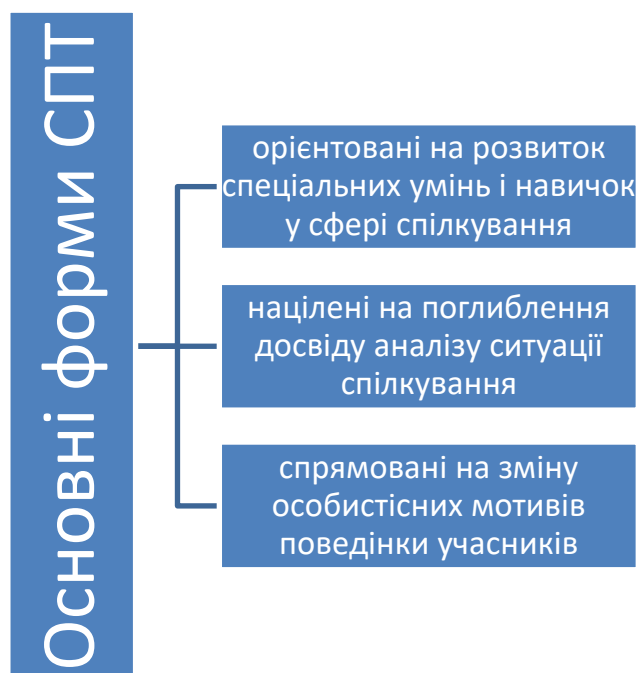 Основні форми СПТ
орієнтовані на розвиток
спеціальних умінь і навичок
у сфері спілкування
націлені на поглиблення
досвіду аналізу ситуації
спілкування
спрямовані на зміну
особистісних мотивів
поведінки учасників